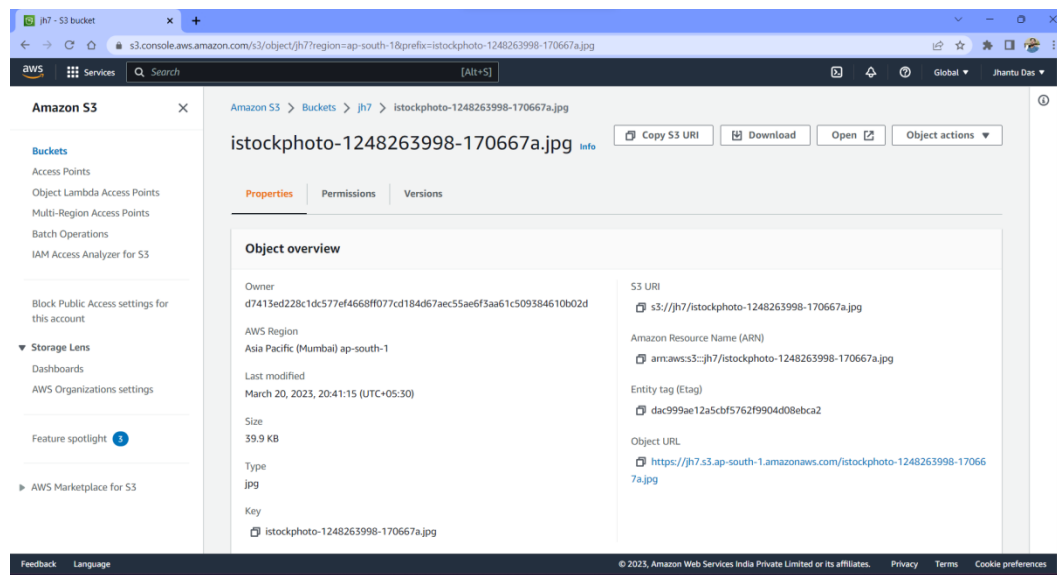 jh7 - S3 bucket
s3.console.aws.amazon.com/s3/object/jh7?region=ap-south-1&prefix=istockphoto-1248263998-170667a.jpg
aws Services Search [Alt+S] Global Jhantu Das
Amazon S3
Buckets
Access Points
Object Lambda Access Points
Multi-Region Access Points
Batch Operations
IAM Access Analyzer for S3
Block Public Access settings for
this account
Storage Lens
Dashboards
AWS Organizations settings
Feature spotlight 3
AWS Marketplace for S3
Amazon S3 > Buckets > jh7 > istockphoto-1248263998-170667a.jpg
istockphoto-1248263998-170667a.jpg Info
Copy S3 URI Download Open Object actions
Properties Permissions Versions
Object overview
Owner
d7413ed228c1dc577ef4668ff077cd184d67aec55ae6f3aa61c509384610b02d
AWS Region
Asia Pacific (Mumbai) ap-south-1
Last modified
March 20, 2023, 20:41:15 (UTC+05:30)
Size
39.9 KB
Type
jpg
Key
istockphoto-1248263998-170667a.jpg
S3 URI
s3://jh7/istockphoto-1248263998-170667a.jpg
Amazon Resource Name (ARN)
arn:aws:s3:::jh7/istockphoto-1248263998-170667a.jpg
Entity tag (Etag)
dac999ae12a5cbf5762f9904d08ebca2
Object URL
https://jh7.s3.ap-south-1.amazonaws.com/istockphoto-1248263998-17066
7a.jpg
Feedback Language © 2023, Amazon Web Services India Private Limited or its affiliates. Privacy Terms Cookie preferences